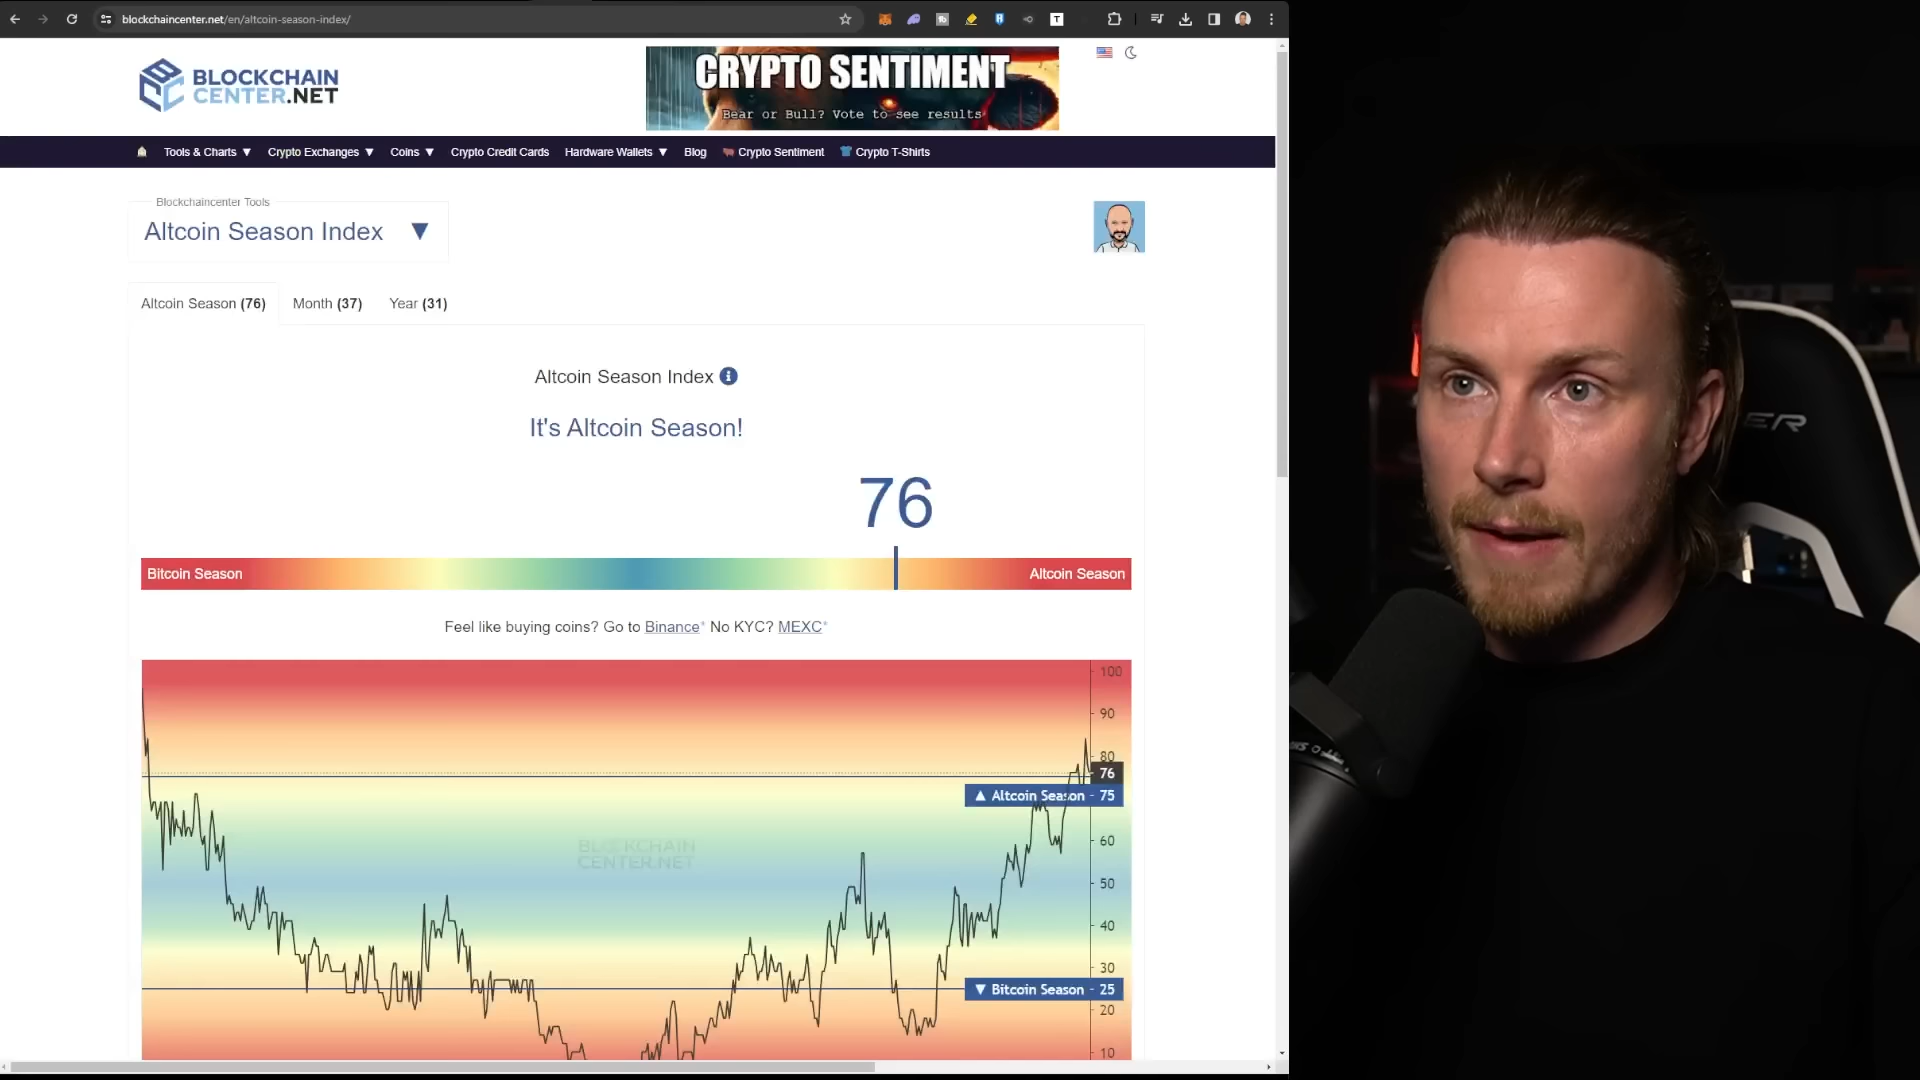 blockchaincenter.net/en/altcoin-season-index/
BLOCKCHAIN
CENTER.NET
CRYPTO SENTIMENT
Bear or Bull? Vote to see results
Tools & Charts ▼ Crypto Exchanges ▼ Coins ▼ Crypto Credit Cards Hardware Wallets ▼ Blog Crypto Sentiment Crypto T-Shirts
Blockchaincenter Tools
Altcoin Season Index ▼
Altcoin Season (76) Month (37) Year (31)
Altcoin Season Index
It's Altcoin Season!
76
Bitcoin Season Altcoin Season
Feel like buying coins? Go to Binance* No KYC? MEXC*
100
90
80
76
▲ Altcoin Season - 75
60
BLOCKCHAIN
CENTER.NET
50
40
30
▼ Bitcoin Season - 25
20
10
ER